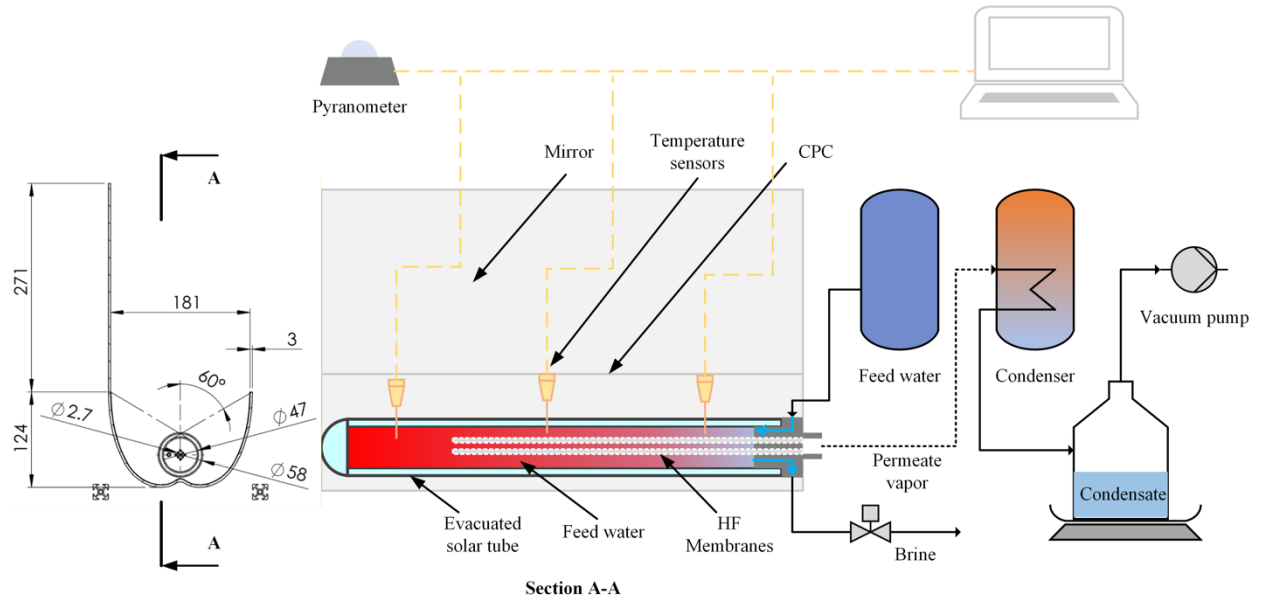 Pyranometer
Mirror
Temperature
sensors
CPC
A
271
181
3
60°
Ø2.7
Ø47
124
Ø58
A
Feed water
Condenser
Vacuum pump
Permeate
vapor
Condensate
Evacuated
solar tube
Feed water
HF
Membranes
Brine
Section A-A